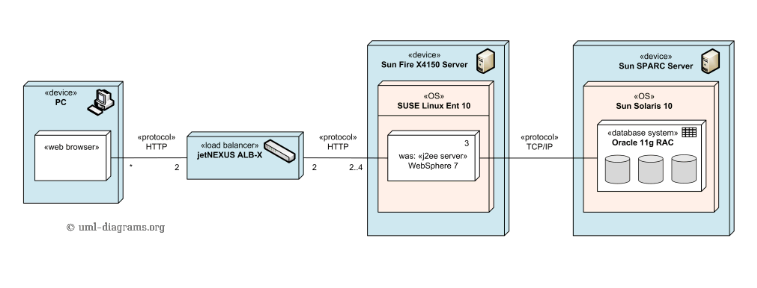 «device»
PC
«web browser»
© uml-diagrams.org
«protocol»
HTTP
*
2
«load balancer»
jetNEXUS ALB-X
«protocol»
HTTP
2
2..4
«device»
Sun Fire X4150 Server
«OS»
SUSE Linux Ent 10
3
was: «j2ee server»
WebSphere 7
«protocol»
TCP/IP
«device»
Sun SPARC Server
«OS»
Sun Solaris 10
«database system»
Oracle 11g RAC